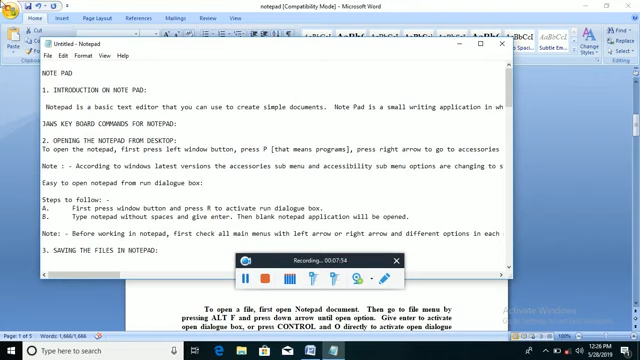 notepad [Compatibility Mode] - Microsoft Word
Home Insert Page Layout References Mailings Review View
Paste
Cu
Untitled - Notepad
File Edit Format View Help
Change Styles
Find
Replace
Select
NOTE PAD
1. INTRODUCTION ON NOTE PAD:
Notepad is a basic text editor that you can use to create simple documents. Note Pad is a small writing application in wh
JAWS KEY BOARD COMMANDS FOR NOTEPAD:
2. OPENING THE NOTEPAD FROM DESKTOP:
To open the notepad, first press left window button, press P [that means programs], press right arrow to go to accessories
Note : - According to windows latest versions the accessories sub menu and accessibility sub menu options are changing to s
Easy to open notepad from run dialogue box:
Steps to follow: -
A. First press window button and press R to activate run dialogue box.
B. Type notepad without spaces and give enter. Then blank notepad application will be opened.
Note: - Before working in notepad, first check all main menus with left arrow or right arrow and different options in each
3. SAVING THE FILES IN NOTEPAD:
Recording... 00:07:54
To open a file, first open Notepad document. Then go to file menu by
pressing ALT F and press down arrow until open option. Give enter to activate
open dialogue box, or press CONTROL and O directly to activate open dialogue
Activate Windows
Go to Settings to activate Windows.
Page: 1 of 5 Words: 1,666/1,666
100%
Type here to search
12:26 PM
5/28/2019